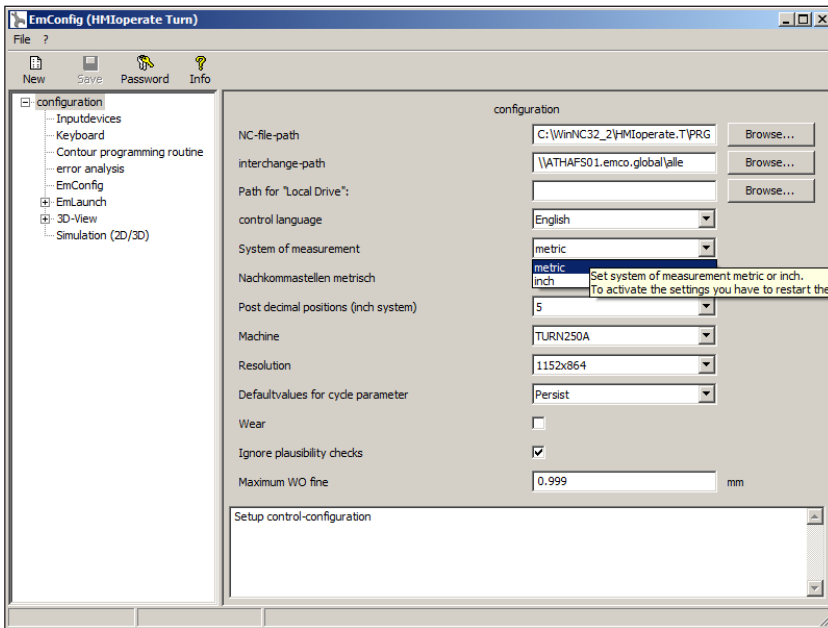 EmConfig (HMIoperate Turn)
File ?
New Save Password Info
configuration
Inputdevices
Keyboard
Contour programming routine
error analysis
EmConfig
EmLaunch
3D-View
Simulation (2D/3D)
configuration
NC-file-path C:\WinNC32_2\HMIoperate.T\PRG Browse...
interchange-path \\ATHAFS01.emco.global\alle Browse...
Path for "Local Drive": Browse...
control language English
System of measurement metric
metric
inch
Set system of measurement metric or inch.
To activate the settings you have to restart the
Nachkommastellen metrisch
Post decimal positions (inch system) 5
Machine TURN250A
Resolution 1152x864
Defaultvalues for cycle parameter Persist
Wear
Ignore plausibility checks
Maximum WO fine 0.999 mm
Setup control-configuration